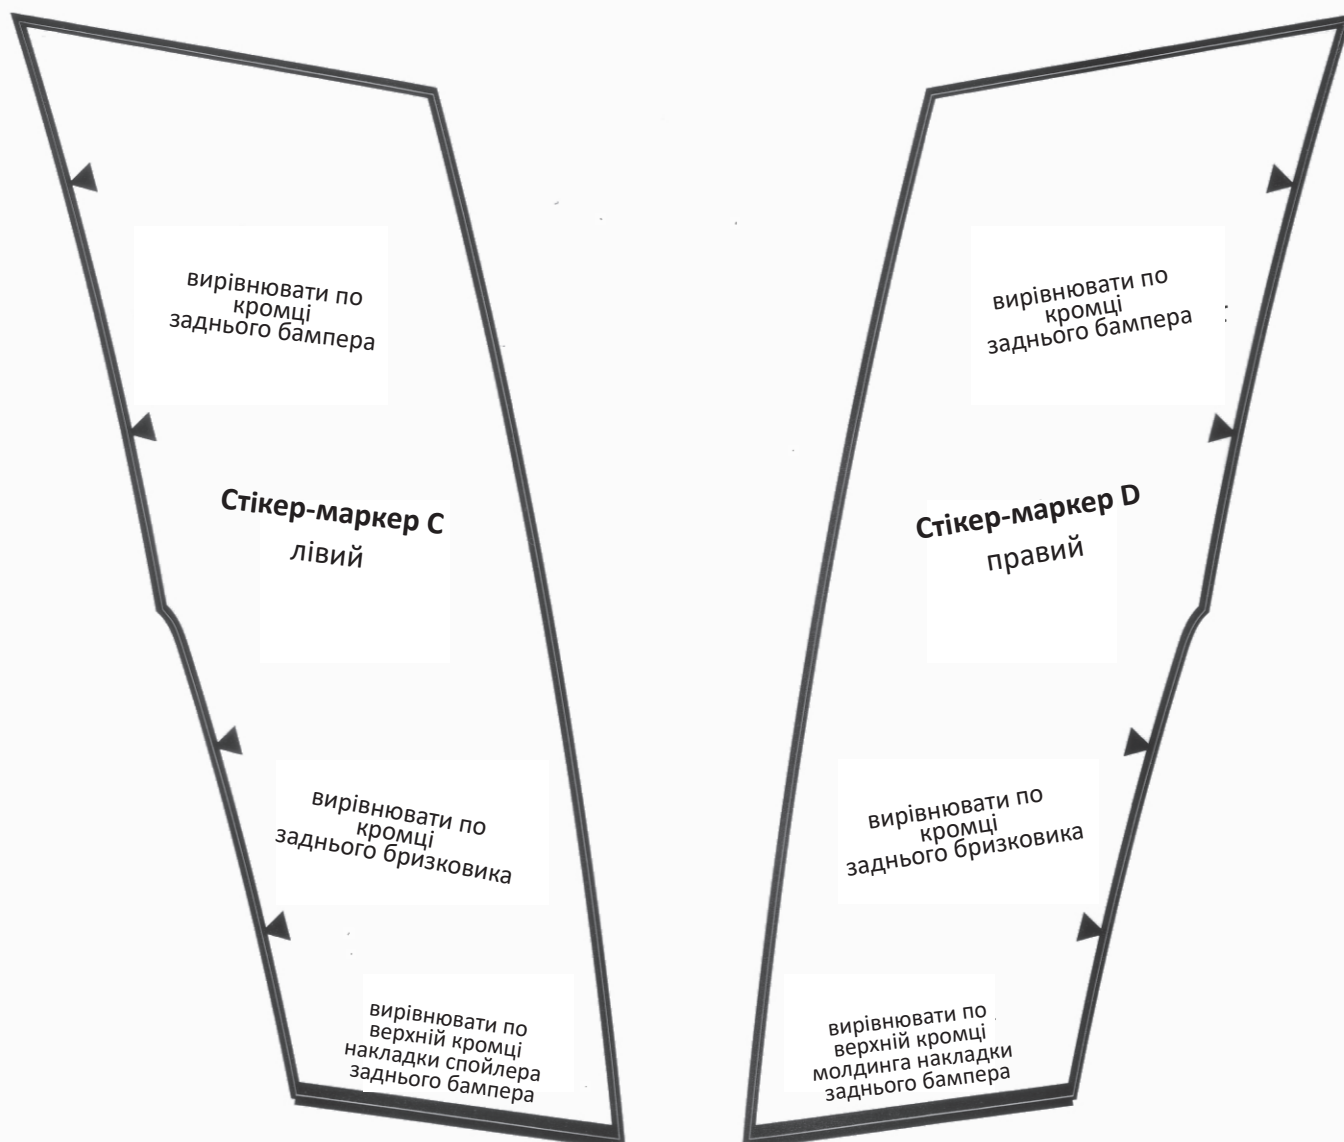 вирівнювати по
кромці
заднього бампера
Стікер-маркер C
лівий
вирівнювати по
кромці
заднього бризковика
вирівнювати по
верхній кромці
накладки спойлера
заднього бампера
вирівнювати по
кромці
заднього бампера
Стікер-маркер D
правий
вирівнювати по
кромці
заднього бризковика
вирівнювати по
верхній кромці
молдинга накладки
заднього бампера